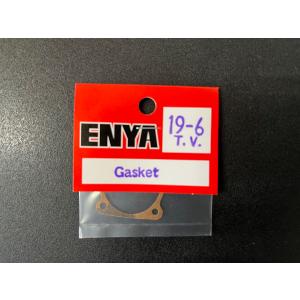 ENYA
19-6
T.V.
Gasket